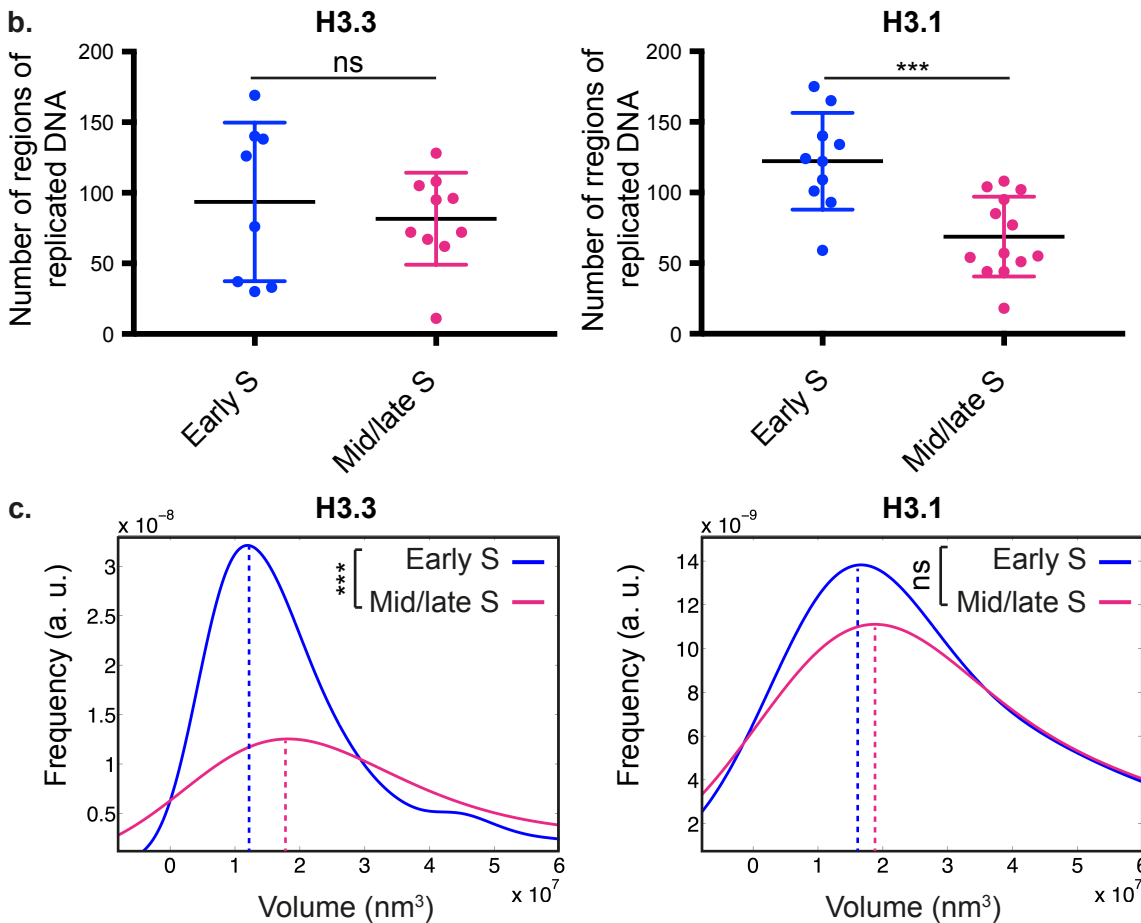 b.
H3.3
Number of regions of
replicated DNA
200
150
100
50
0
ns
Early S
Mid/late S
H3.1
Number of rregions of
replicated DNA
200
150
100
50
0
***
Early S
Mid/late S
c.
H3.3
x 10⁻⁸
Frequency (a. u.)
3
2.5
2
1.5
1
0.5
*** Early S
Mid/late S
0 1 2 3 4 5 6
x 10⁷
Volume (nm³)
H3.1
x 10⁻⁹
Frequency (a. u.)
14
12
10
8
6
4
2
ns Early S
Mid/late S
0 1 2 3 4 5 6
x 10⁷
Volume (nm³)